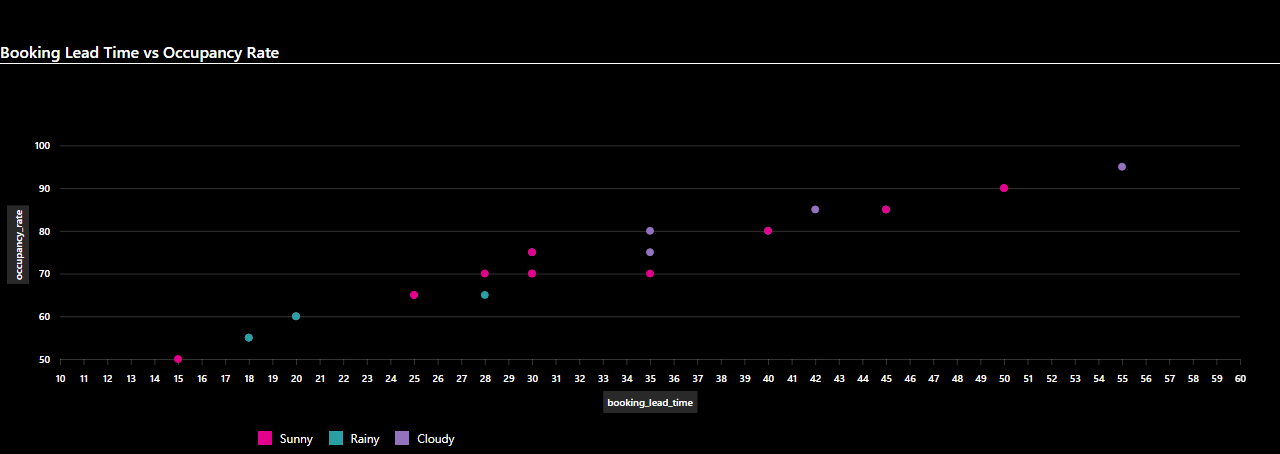 Booking Lead Time vs Occupancy Rate
100
90
80
70
60
50
occupancy_rate
10 11 12 13 14 15 16 17 18 19 20 21 22 23 24 25 26 27 28 29 30 31 32 33 34 35 36 37 38 39 40 41 42 43 44 45 46 47 48 49 50 51 52 53 54 55 56 57 58 59 60
booking_lead_time
Sunny Rainy Cloudy